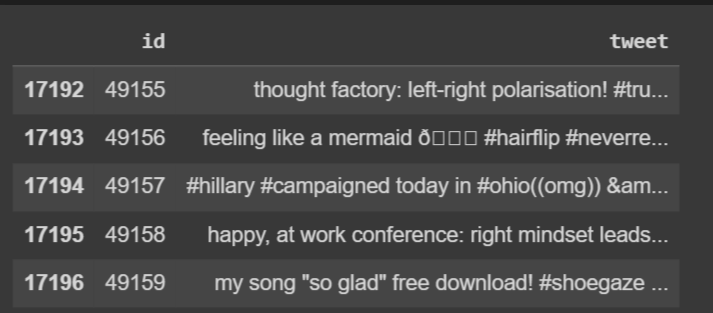 id tweet
17192 49155 thought factory: left-right polarisation! #tru...
17193 49156 feeling like a mermaid ð□□□ #hairflip #neverre...
17194 49157 #hillary #campaigned today in #ohio((omg)) &am...
17195 49158 happy, at work conference: right mindset leads...
17196 49159 my song "so glad" free download! #shoegaze ...